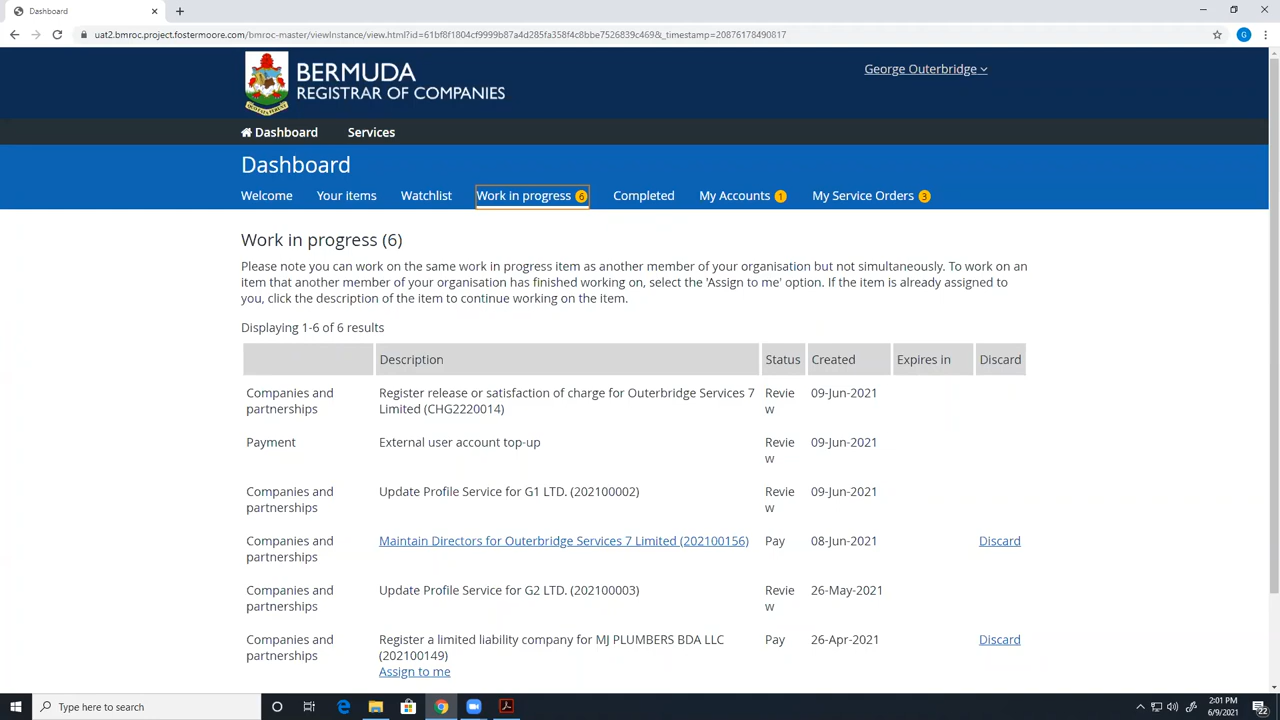 Dashboard
uat2.bmroc.project.fostermoore.com/bmroc-master/viewInstance/view.html?id=61bf8f1804cf9999b87a4d285fa358f4c8bbe7526839c469&_timestamp=20876178490817
G
BERMUDA
REGISTRAR OF COMPANIES
George Outerbridge
Dashboard Services
Dashboard
Welcome Your items Watchlist Work in progress 6 Completed My Accounts 1 My Service Orders 3
Work in progress (6)
Please note you can work on the same work in progress item as another member of your organisation but not simultaneously. To work on an
item that another member of your organisation has finished working on, select the 'Assign to me' option. If the item is already assigned to
you, click the description of the item to continue working on the item.
Displaying 1-6 of 6 results
Description Status Created Expires in Discard
Companies and Register release or satisfaction of charge for Outerbridge Services 7 Revie 09-Jun-2021
partnerships Limited (CHG2220014) w
Payment External user account top-up Revie 09-Jun-2021
w
Companies and Update Profile Service for G1 LTD. (202100002) Revie 09-Jun-2021
partnerships w
Companies and Maintain Directors for Outerbridge Services 7 Limited (202100156) Pay 08-Jun-2021 Discard
partnerships
Companies and Update Profile Service for G2 LTD. (202100003) Revie 26-May-2021
partnerships w
Companies and Register a limited liability company for MJ PLUMBERS BDA LLC Pay 26-Apr-2021 Discard
partnerships (202100149)
Assign to me
Type here to search
2:01 PM
6/9/2021
22